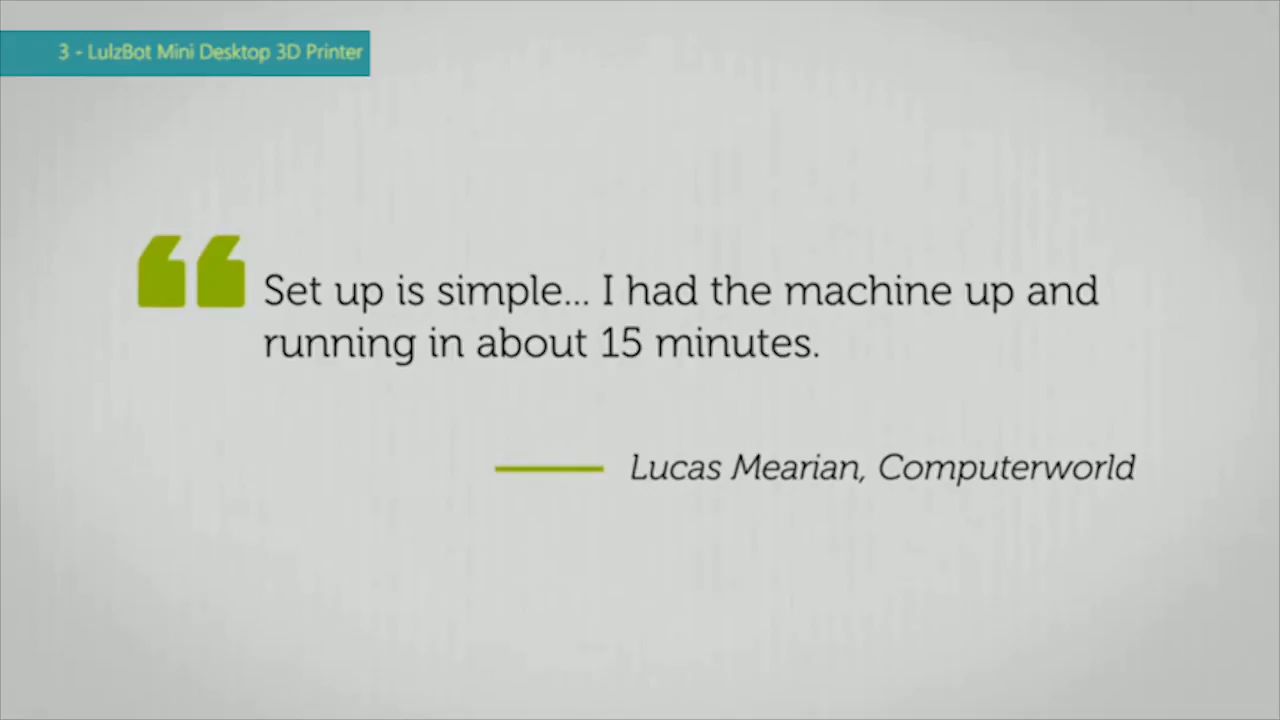 3 - LulzBot Mini Desktop 3D Printer
“Set up is simple... I had the machine up and
running in about 15 minutes.
Lucas Mearian, Computerworld